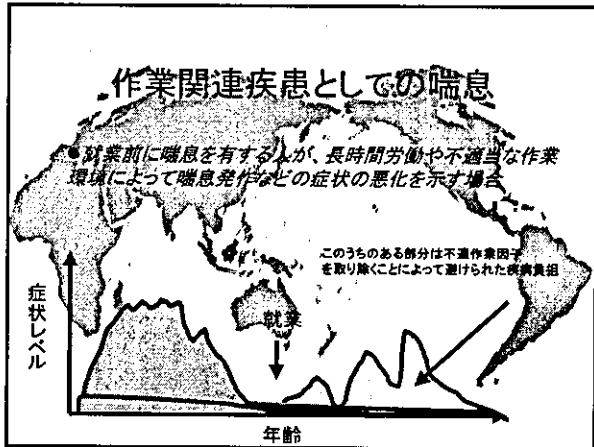 作業関連疾患としての喘息
●就業前に喘息を有する人が、長時間労働や不適当な作業
環境によって喘息発作などの症状の悪化を示す場合
このうちのある部分は不適作業因子
を取り除くことによって避けられた疾病負担
症状レベル
就業
年齢